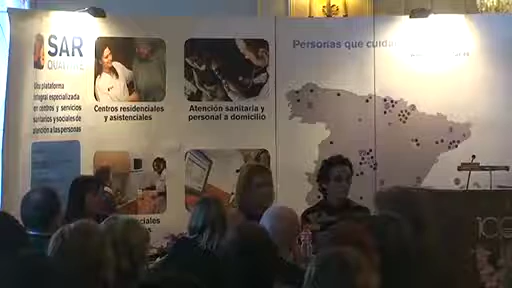 SAR
QUAVITAE
Una plataforma
integral especializada
en centros y servicios
sanitarios y sociales de
atención a las personas
Centros residenciales
y asistenciales
Atención sanitaria y
personal a domicilio
Personas que cuidan